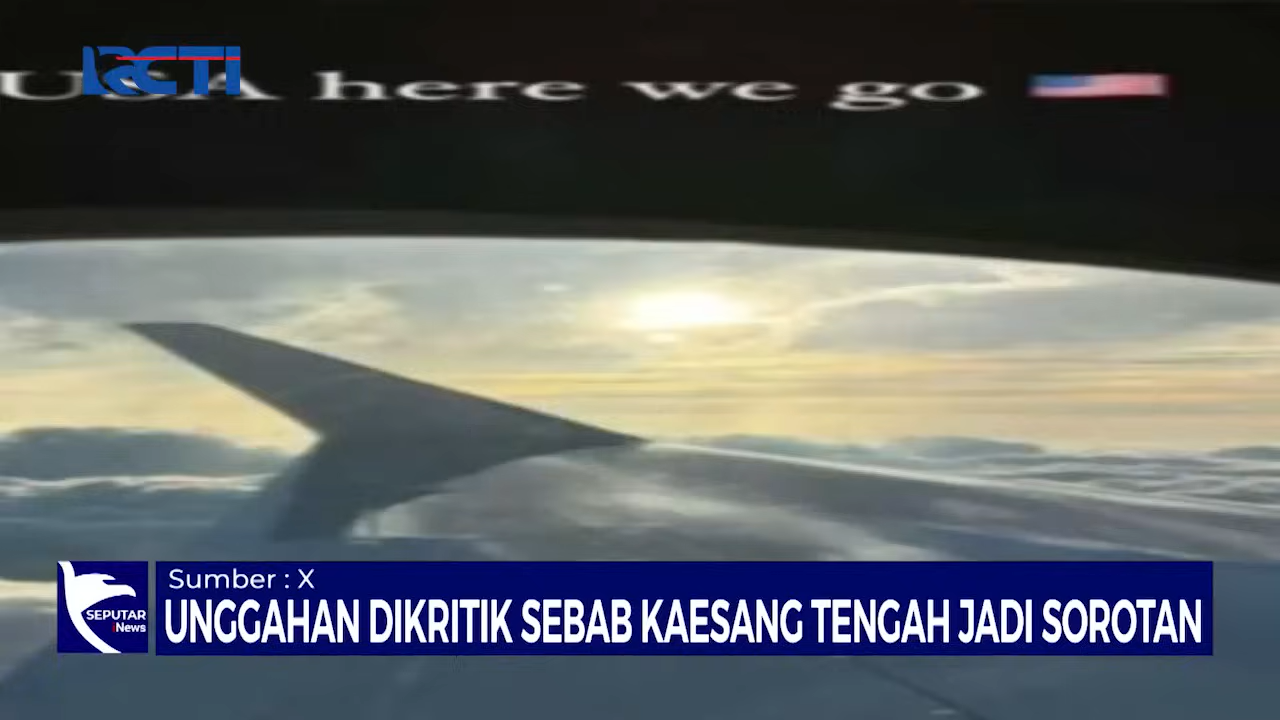 RCTI
USA here we go
Sumber : X
UNGGAHAN DIKRITIK SEBAB KAESANG TENGAH JADI SOROTAN
SEPUTAR
iNews